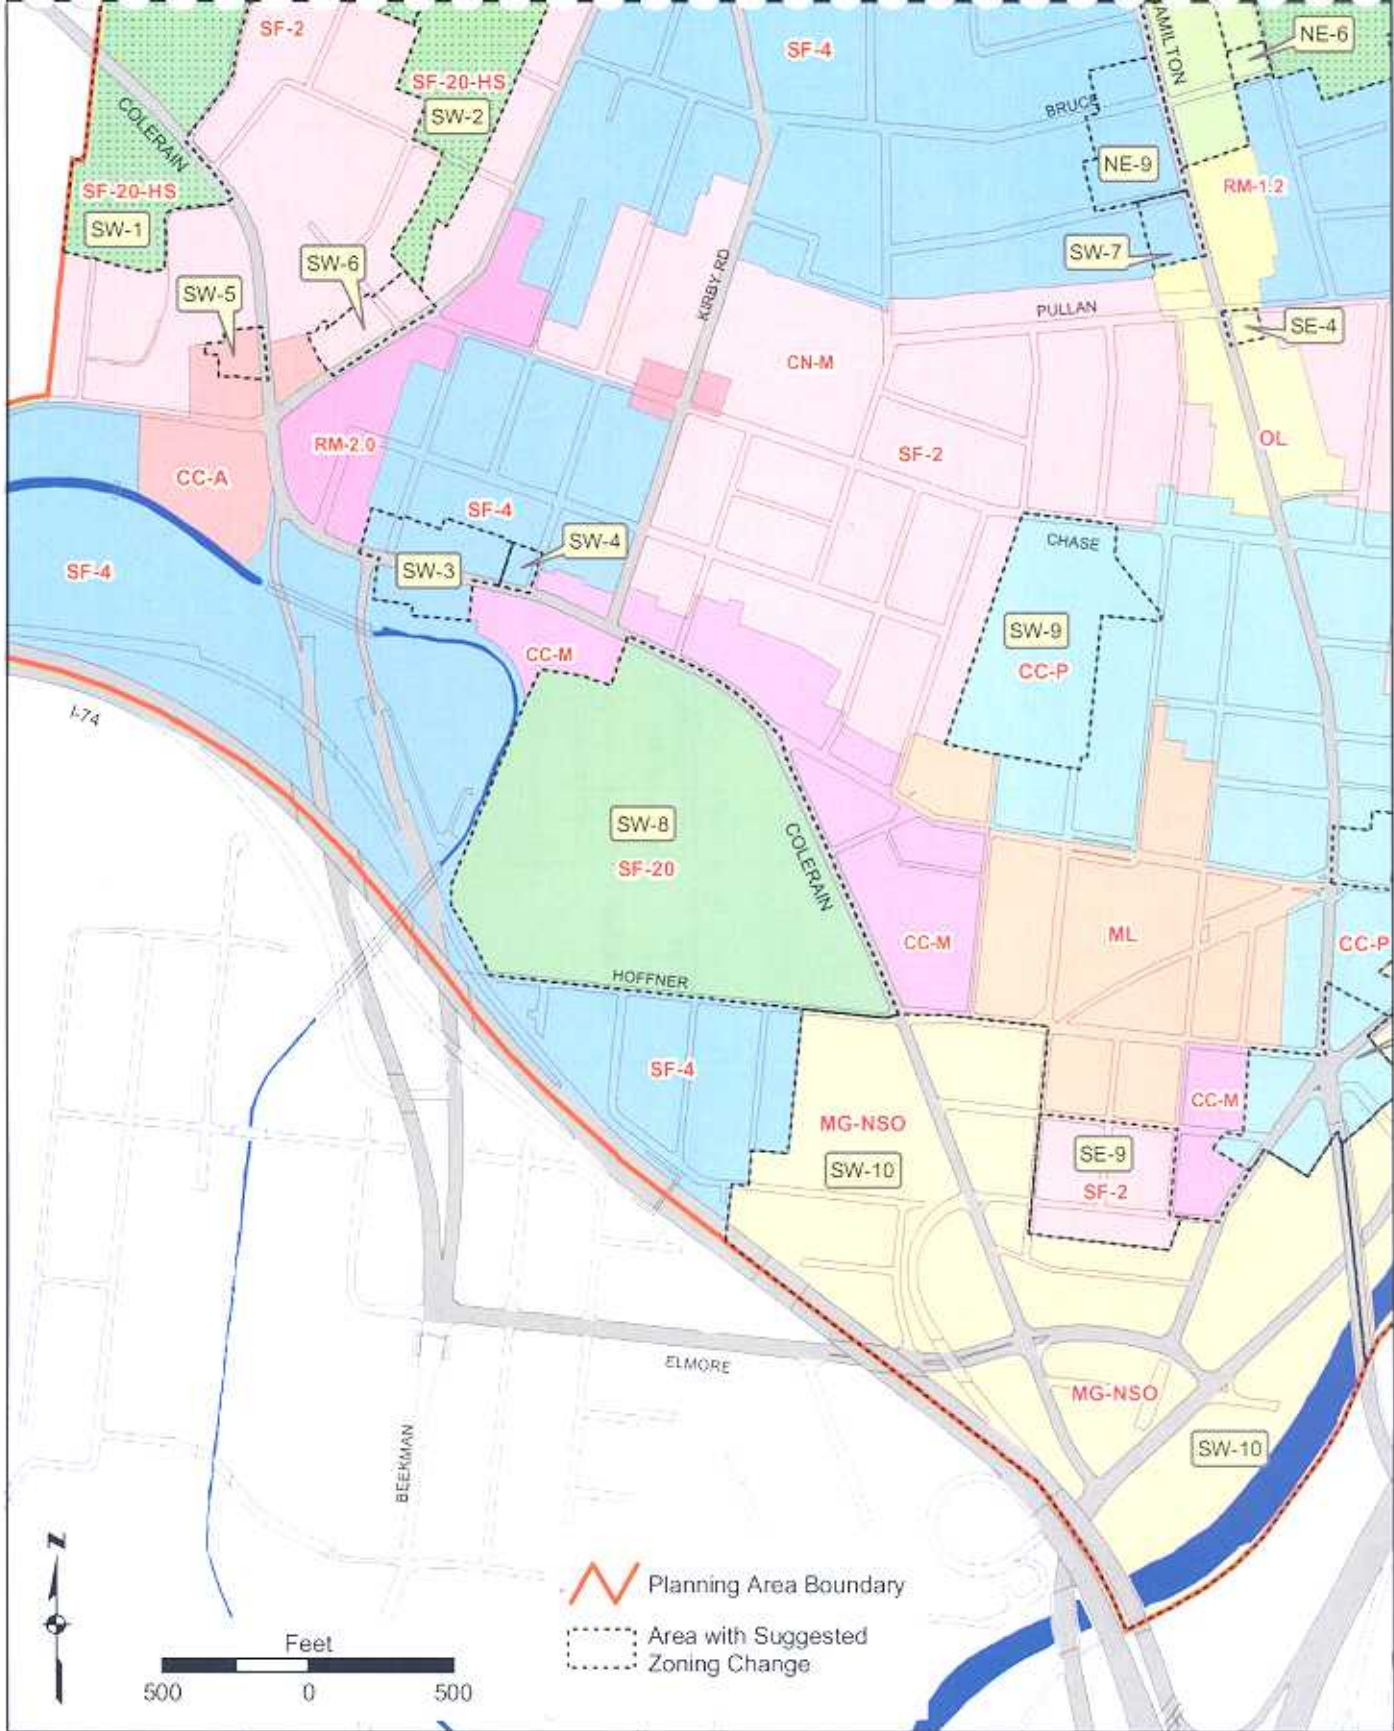 SF-2
SF-4
AMILTON
NE-6
SF-20-HS
SW-2
COLERAIN
BRUCE
NE-9
SF-20-HS
SW-1
RM-1.2
SW-6
SW-7
SW-5
KIRBY RD
PULLAN
SE-4
CN-M
RM-2.0
OL
SF-2
CC-A
SF-4
SW-4
CHASE
SF-4
SW-3
SW-9
CC-P
CC-M
I-74
SW-8
SF-20
COLERAIN
CC-M
ML
CC-P
HOFFNER
SF-4
CC-M
MG-NSO
SW-10
SE-9
SF-2
ELMORE
MG-NSO
SW-10
BEEKMAN
N
Planning Area Boundary
Area with Suggested
Zoning Change
Feet
500 0 500